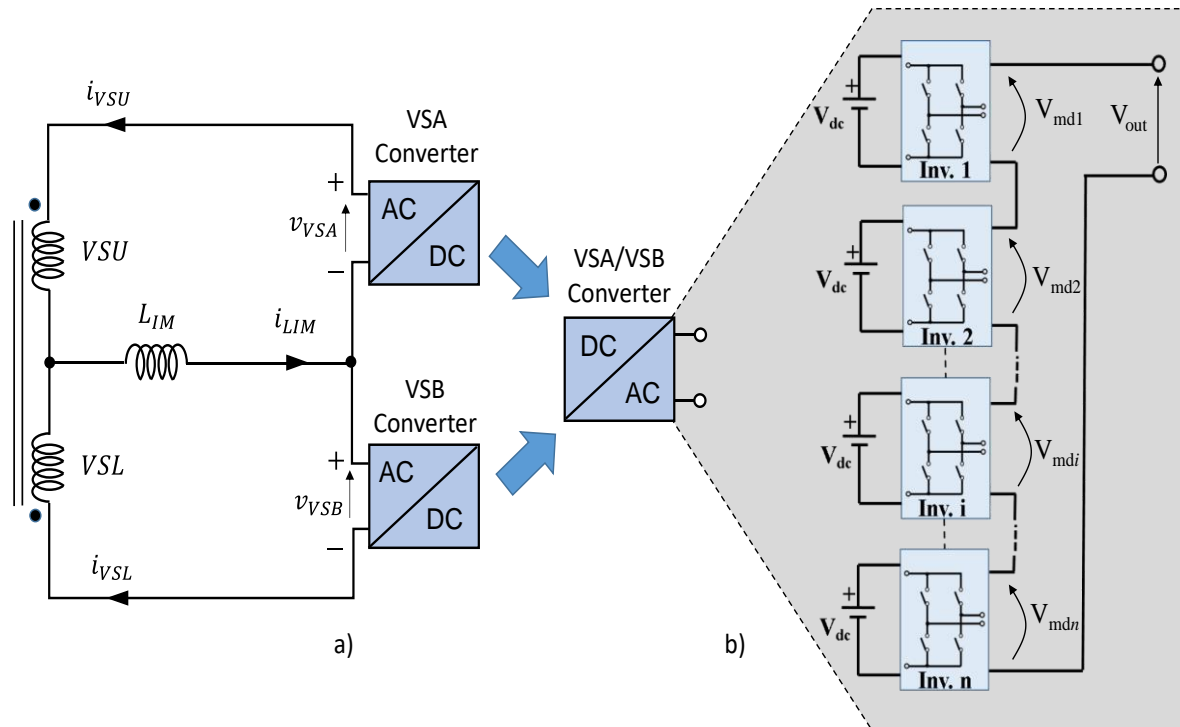 i_VSU
VSA
Converter
+
v_VSA
−
AC
DC
VSU
L_IM
i_LIM
VSB
Converter
+
v_VSB
−
AC
DC
VSL
i_VSL
a)
VSA/VSB
Converter
DC
AC
b)
+
V_dc
Inv. 1
V_md1
V_out
+
V_dc
Inv. 2
V_md2
+
V_dc
Inv. i
V_mdi
+
V_dc
Inv. n
V_mdn